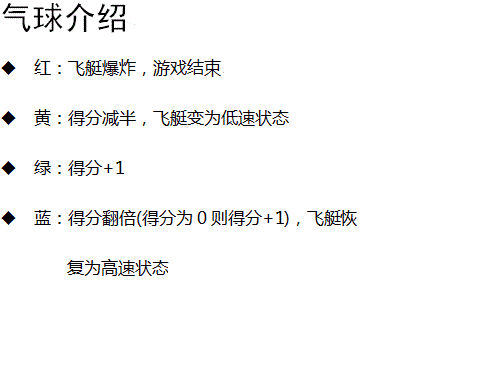 气球介绍
◆ 红：飞艇爆炸，游戏结束
◆ 黄：得分减半，飞艇变为低速状态
◆ 绿：得分+1
◆ 蓝：得分翻倍(得分为0则得分+1)，飞艇恢
复为高速状态